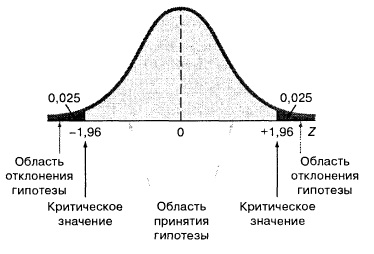 0,025
0,025
–1,96
0
+1,96
Z
Область
отклонения
гипотезы
Область
отклонения
гипотезы
Критическое
значение
Область
принятия
гипотезы
Критическое
значение